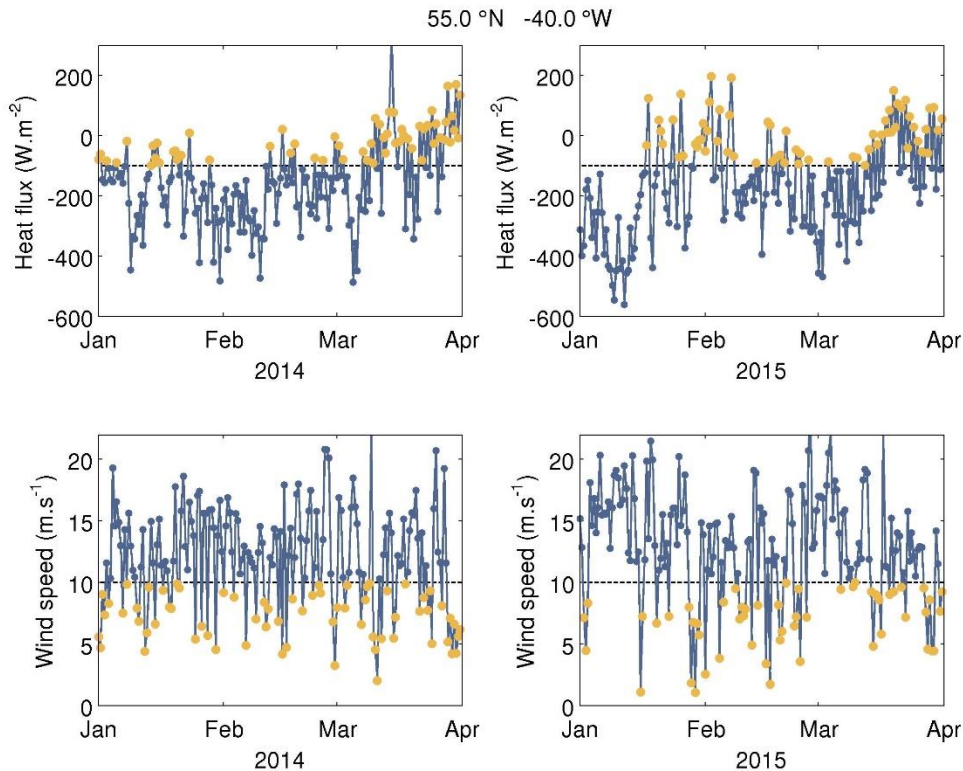 55.0 °N -40.0 °W
Heat flux (W.m-2)
200
0
-200
-400
-600
Jan Feb Mar Apr
2014
Heat flux (W.m-2)
200
0
-200
-400
-600
Jan Feb Mar Apr
2015
Wind speed (m.s-1)
20
15
10
5
0
Jan Feb Mar Apr
2014
Wind speed (m.s-1)
20
15
10
5
0
Jan Feb Mar Apr
2015